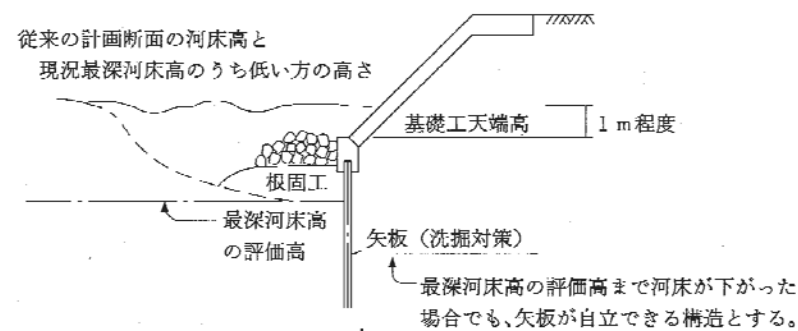 従来の計画断面の河床高と
現況最深河床高のうち低い方の高さ
基礎工天端高
1m程度
根固工
最深河床高
の評価高
矢板（洗掘対策）
最深河床高の評価高まで河床が下がった
場合でも、矢板が自立できる構造とする。